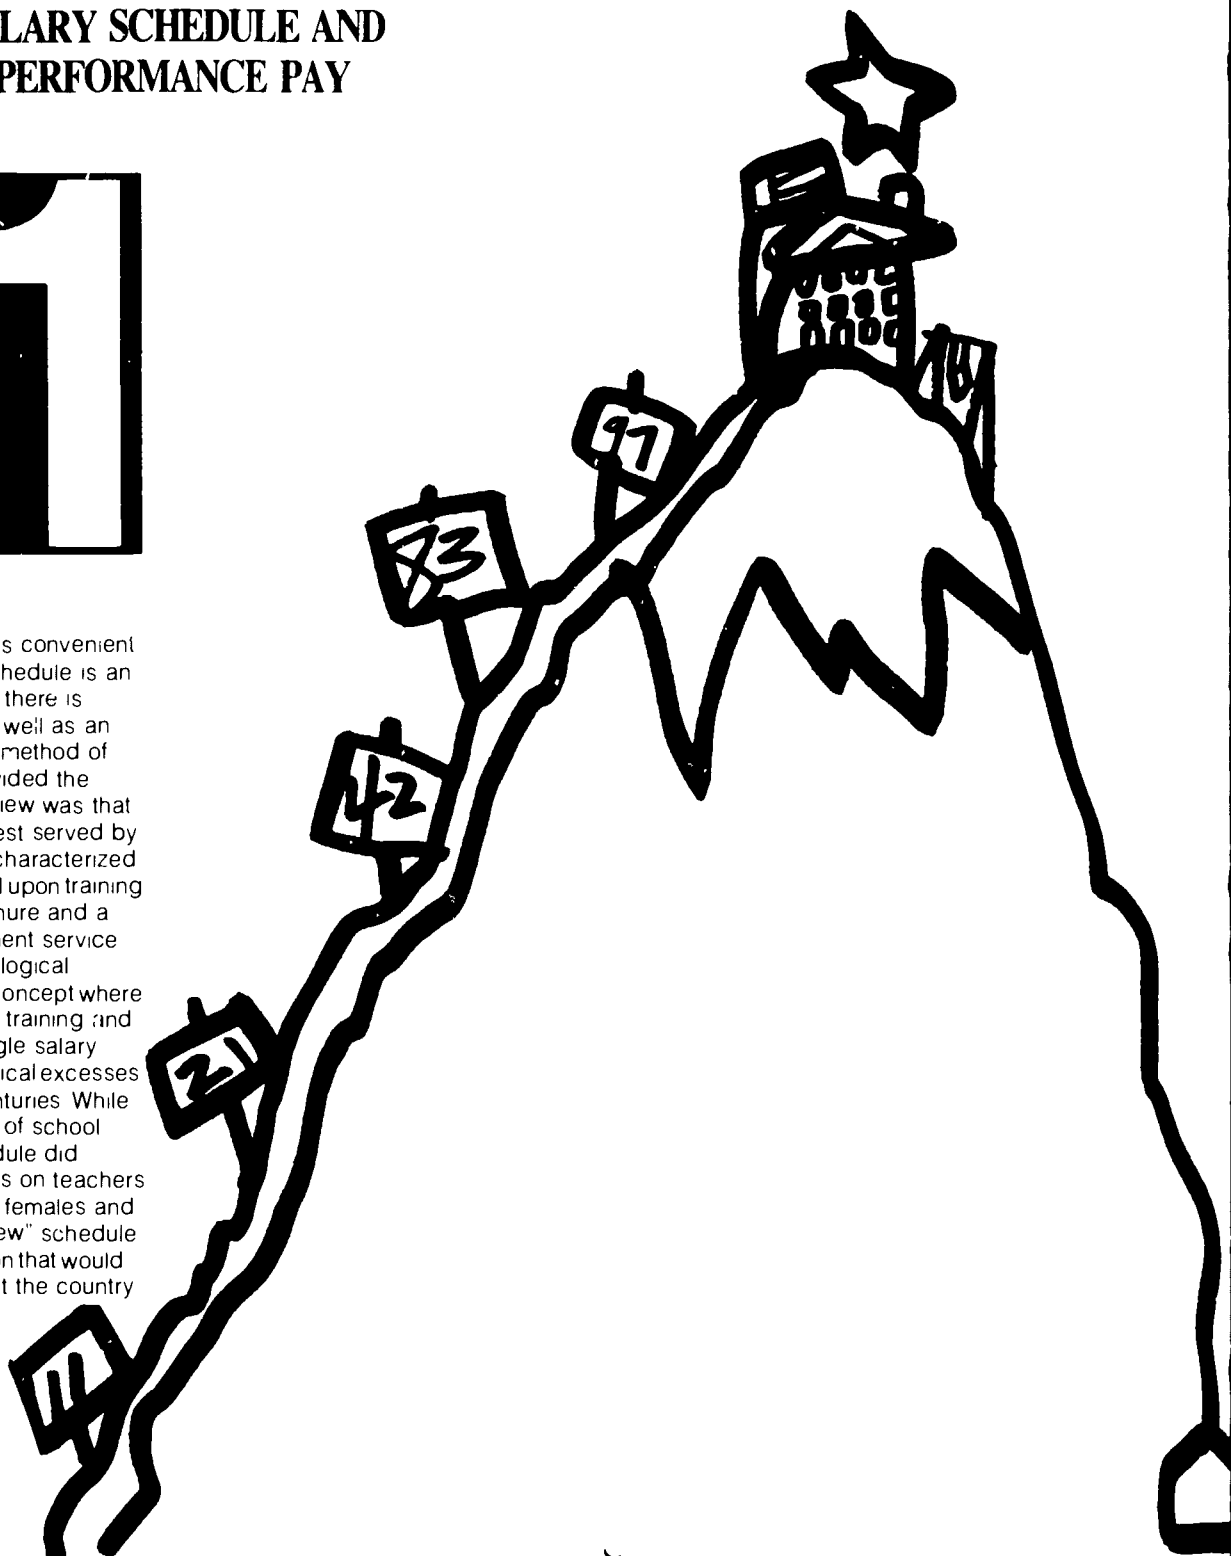 LARY SCHEDULE AND
PERFORMANCE PAY
1
s convenient
hedule is an
there is
well as an
method of
ided the
iew was that
est served by
characterized
upon training
nure and a
ent service
logical
oncept where
training and
gle salary
ical excesses
nturies While
of school
dule did
s on teachers
females and
ew" schedule
n that would
t the country
97
83
42
21
11